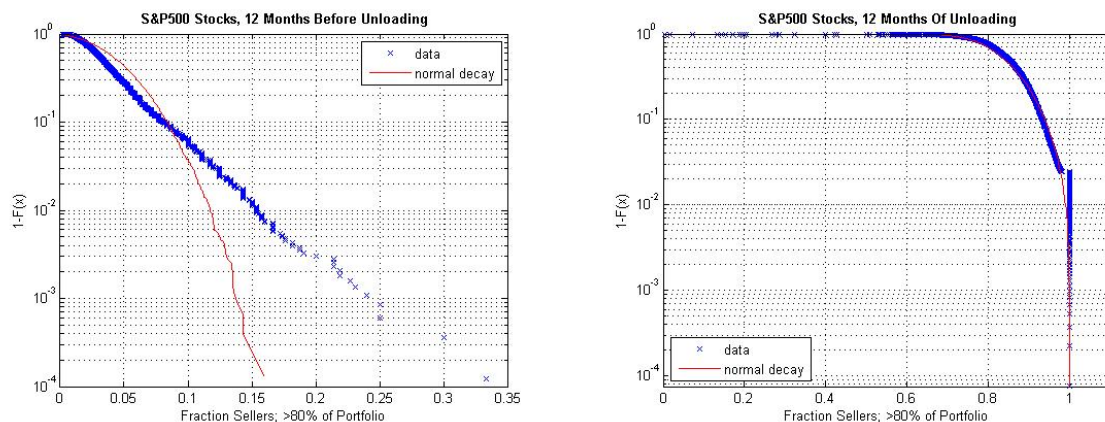 S&P500 Stocks, 12 Months Before Unloading
10^0
10^-1
10^-2
10^-3
10^-4
1-F(x)
data
normal decay
0 0.05 0.1 0.15 0.2 0.25 0.3 0.35
Fraction Sellers; >80% of Portfolio
S&P500 Stocks, 12 Months Of Unloading
10^0
10^-1
10^-2
10^-3
10^-4
1-F(x)
data
normal decay
0 0.2 0.4 0.6 0.8 1
Fraction Sellers; >80% of Portfolio